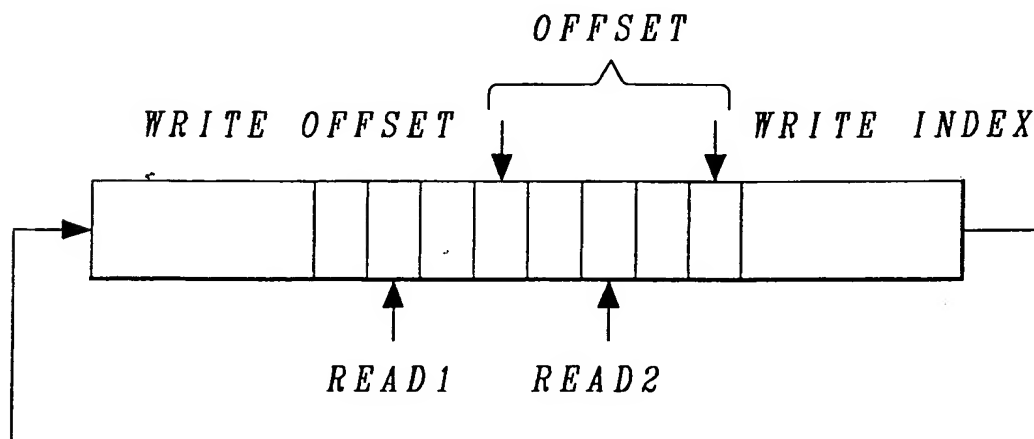 OFFSET
WRITE OFFSET
WRITE INDEX
READ1
READ2